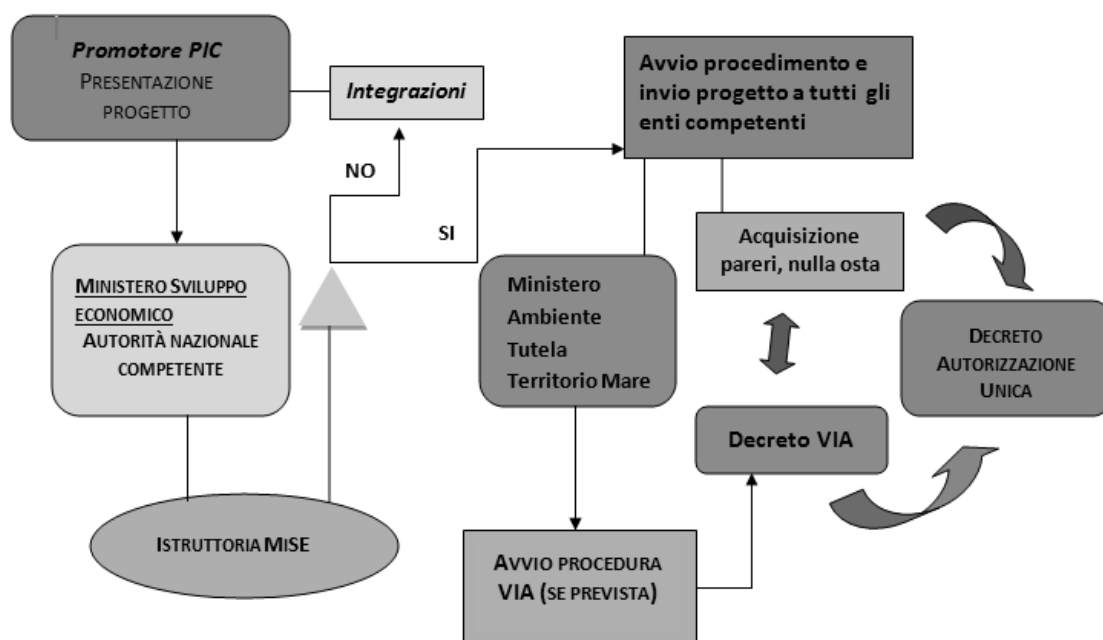 Promotore PIC
PRESENTAZIONE
PROGETTO
Integrazioni
NO
SI
Avvio procedimento e
invio progetto a tutti gli
enti competenti
MINISTERO SVILUPPO
ECONOMICO
AUTORITÀ NAZIONALE
COMPETENTE
ISTRUTTORIA MISE
Ministero
Ambiente
Tutela
Territorio Mare
Acquisizione
pareri, nulla osta
AVVIO PROCEDURA
VIA (SE PREVISTA)
Decreto VIA
DECRETO
AUTORIZZAZIONE
UNICA